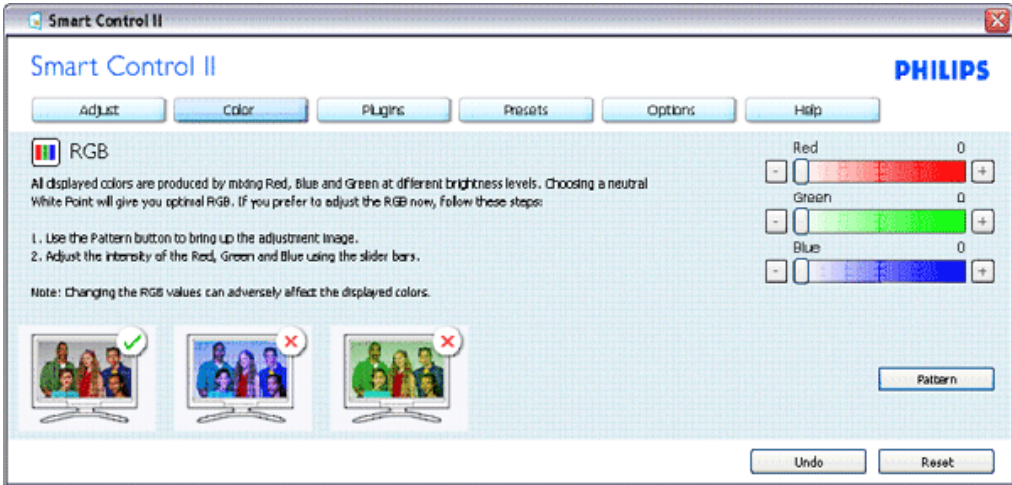 Smart Control II
Smart Control II
PHILIPS
Adjust Color Plugins Presets Options Help
RGB
All displayed colors are produced by mixing Red, Blue and Green at different brightness levels. Choosing a neutral
White Point will give you optimal RGB. If you prefer to adjust the RGB now, follow these steps:
1. Use the Pattern button to bring up the adjustment image.
2. Adjust the intensity of the Red, Green and Blue using the slider bars.
Note: Changing the RGB values can adversely affect the displayed colors.
Red 0
- +
Green 0
- +
Blue 0
- +
Pattern
Undo Reset